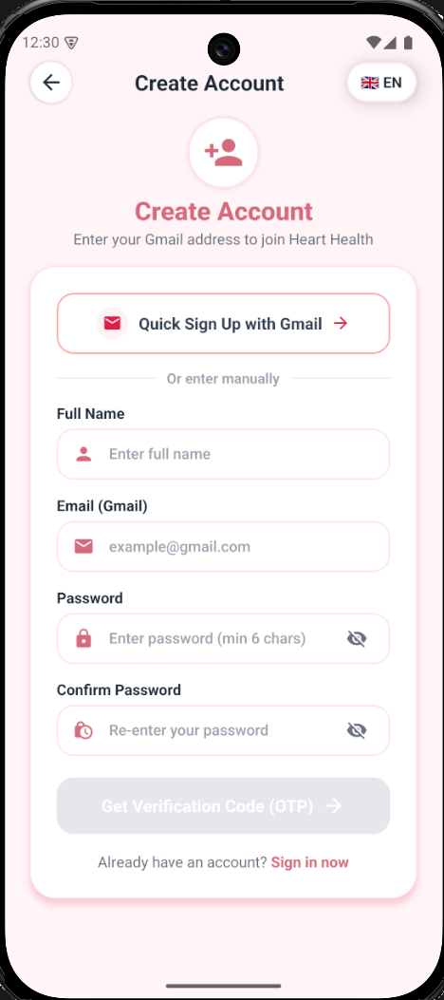 12:30
Create Account
🇬🇧 EN
Create Account
Enter your Gmail address to join Heart Health
Quick Sign Up with Gmail →
Or enter manually
Full Name
Enter full name
Email (Gmail)
example@gmail.com
Password
Enter password (min 6 chars)
Confirm Password
Re-enter your password
Get Verification Code (OTP) →
Already have an account? Sign in now